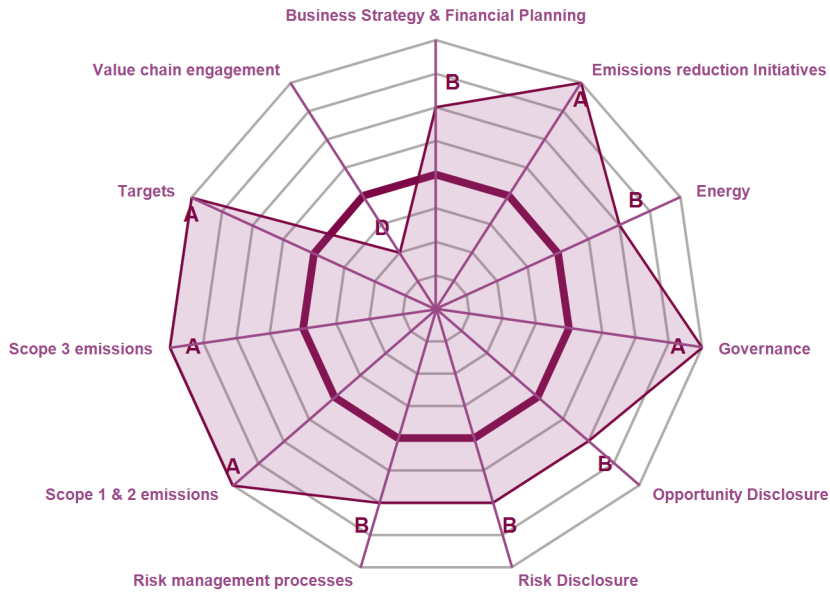 Business Strategy & Financial Planning
Value chain engagement
Emissions reduction Initiatives
B
A
Targets
A
Energy
B
D
Scope 3 emissions
A
A
Governance
Scope 1 & 2 emissions
A
B
Opportunity Disclosure
B
B
Risk management processes
Risk Disclosure